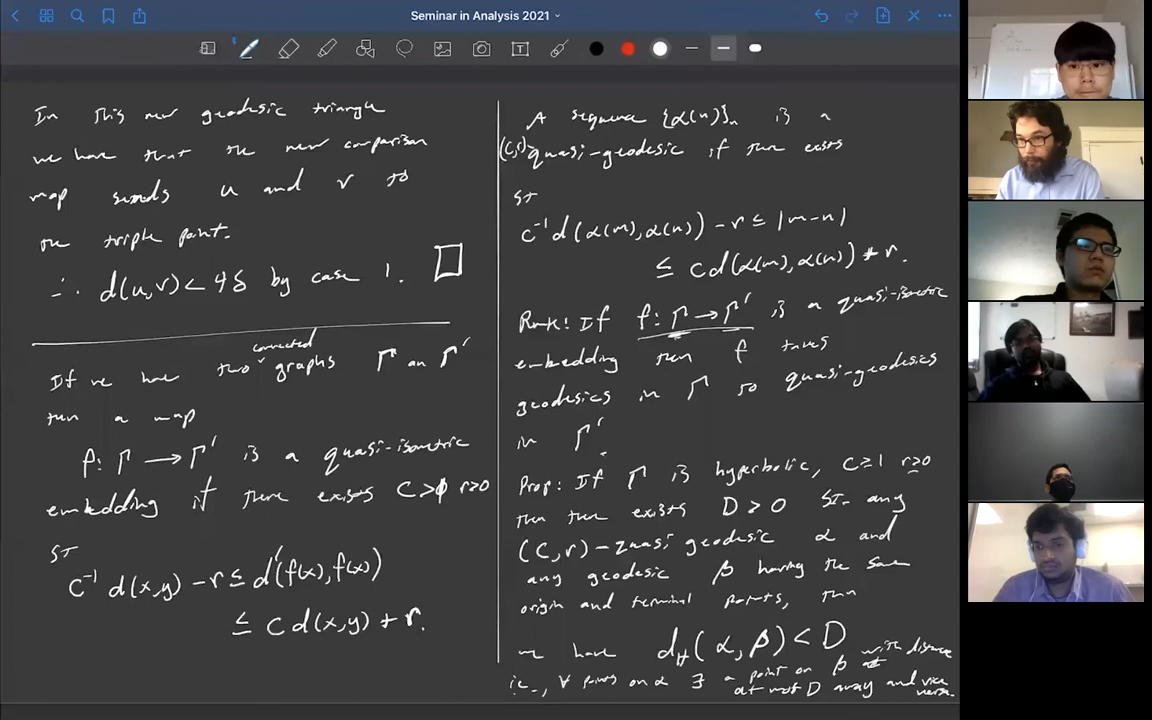 Seminar in Analysis 2021
In this new geodesic triangle
we have that the new comparison
map sends u and v to
the triple point.
∴ d(u,v) < 4δ by case 1. □
If we have two connected graphs Γ an Γ'
then a map
f: Γ → Γ' is a quasi-isometric
embedding if there exists C>0 r≥0
ST
C⁻¹ d(x,y) - r ≤ d'(f(x), f(x))
≤ C d(x,y) + r.
A sequence {α(n)}ₙ is a
(C,r)-quasi-geodesic if there exists
ST
C⁻¹ d(α(m), α(n)) - r ≤ |m-n|
≤ C d(α(m), α(n)) + r.
Rmk: If f: Γ → Γ' is a quasi-isometric
embedding then f takes
geodesics in Γ to quasi-geodesics
in Γ'
Prop: If Γ is hyperbolic, C≥1 r≥0
then there exists D > 0 ST any
(C,r)-quasi geodesic α and
any geodesic β having the same
origin and terminal points, then
we have d_H(α, β) < D
i.e., ∀ points on α ∃ a point on β with distance
at most D away and vice
versa.